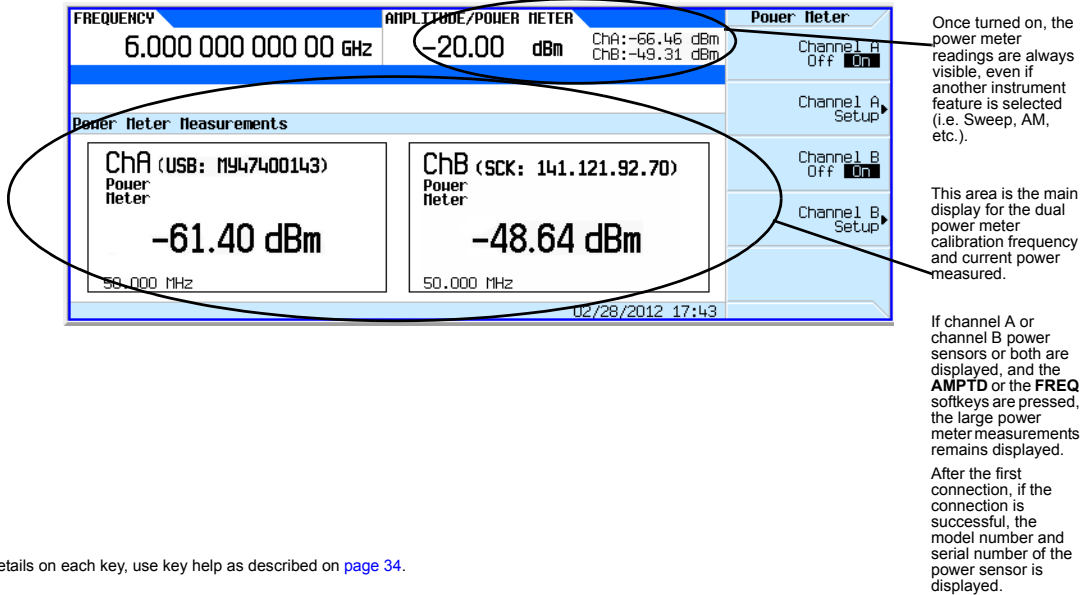 FREQUENCY
AMPLITUDE/POWER METER
Power Meter
6.000 000 000 00 GHz
-20.00 dBm
ChA:-66.46 dBm
ChB:-49.31 dBm
Channel A
Off On
Channel A
Setup
Channel B
Off On
Channel B
Setup
Power Meter Measurements
ChA (USB: MY47400143)
Power
Meter
-61.40 dBm
50.000 MHz
ChB (SCK: 141.121.92.70)
Power
Meter
-48.64 dBm
50.000 MHz
02/28/2012 17:43
Once turned on, the
power meter
readings are always
visible, even if
another instrument
feature is selected
(i.e. Sweep, AM,
etc.).
This area is the main
display for the dual
power meter
calibration frequency
and current power
measured.
If channel A or
channel B power
sensors or both are
displayed, and the
AMPTD or the FREQ
softkeys are pressed,
the large power
meter measurements
remains displayed.
After the first
connection, if the
connection is
successful, the
model number and
serial number of the
power sensor is
displayed.
etails on each key, use key help as described on page 34.